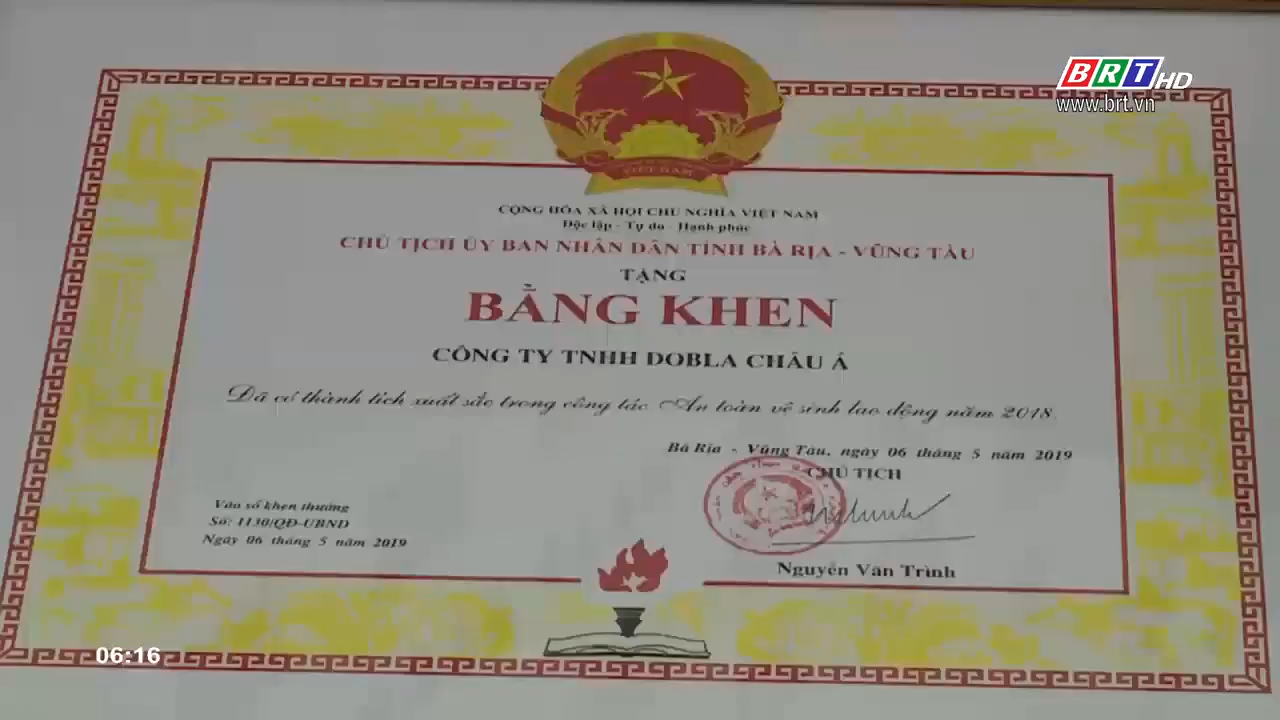 BRT HD
www.brt.vn
VIỆT NAM
CỘNG HÒA XÃ HỘI CHỦ NGHĨA VIỆT NAM
Độc lập - Tự do - Hạnh phúc
CHỦ TỊCH ỦY BAN NHÂN DÂN TỈNH BÀ RỊA - VŨNG TÀU
TẶNG
BẰNG KHEN
CÔNG TY TNHH DOBLA CHÂU Á
Đã có thành tích xuất sắc trong công tác An toàn vệ sinh lao động năm 2018.
Bà Rịa - Vũng Tàu, ngày 06 tháng 5 năm 2019
CHỦ TỊCH
Vào sổ khen thưởng
Số: 1130/QĐ-UBND
Ngày 06 tháng 5 năm 2019
Nguyễn Văn Trình
06:16